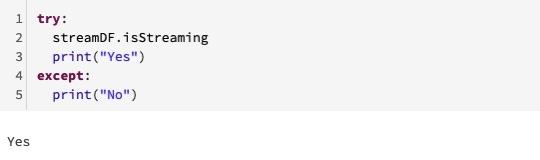 1 try:
2   streamDF.isStreaming
3   print("Yes")
4 except:
5   print("No")
Yes